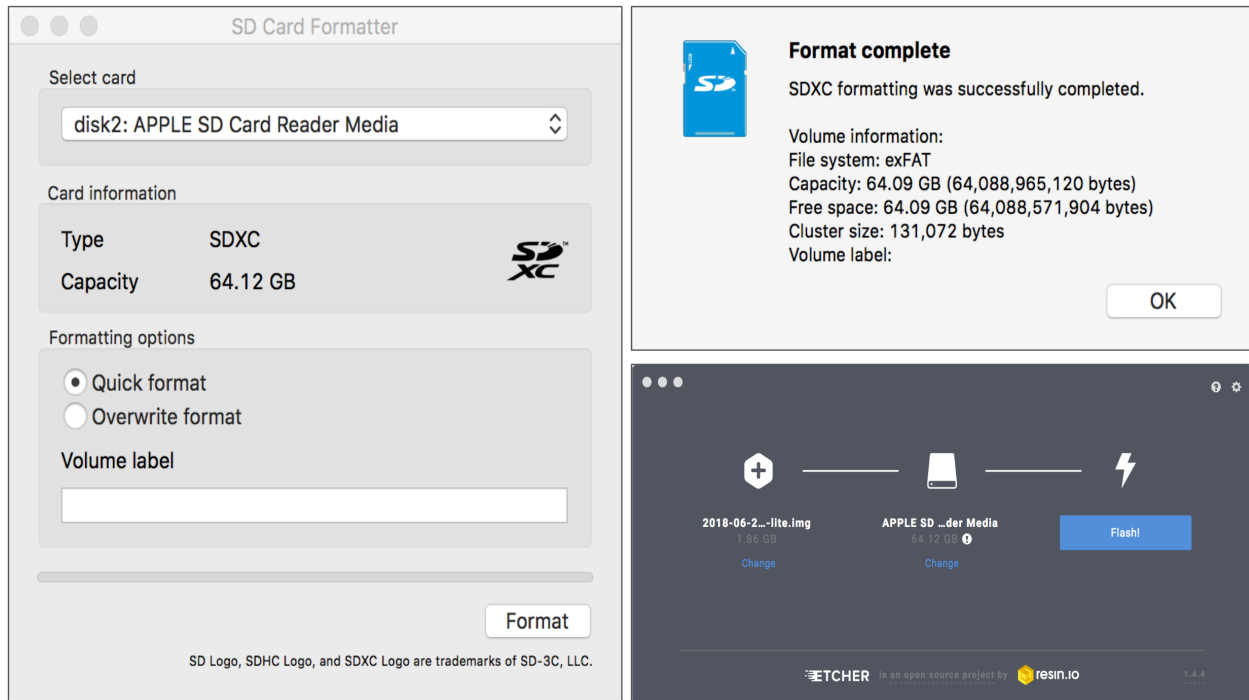 SD Card Formatter
Select card
disk2: APPLE SD Card Reader Media
Card information
Type SDXC
SD XC™
Capacity 64.12 GB
Formatting options
Quick format
Overwrite format
Volume label
Format
SD Logo, SDHC Logo, and SDXC Logo are trademarks of SD-3C, LLC.
LOCK
SD
Format complete
SDXC formatting was successfully completed.
Volume information:
File system: exFAT
Capacity: 64.09 GB (64,088,965,120 bytes)
Free space: 64.09 GB (64,088,571,904 bytes)
Cluster size: 131,072 bytes
Volume label:
OK
2018-06-2...-lite.img APPLE SD ...der Media Flash!
1.86 GB 64.12 GB
Change Change
ETCHER is an open source project by resin.io 1.4.4